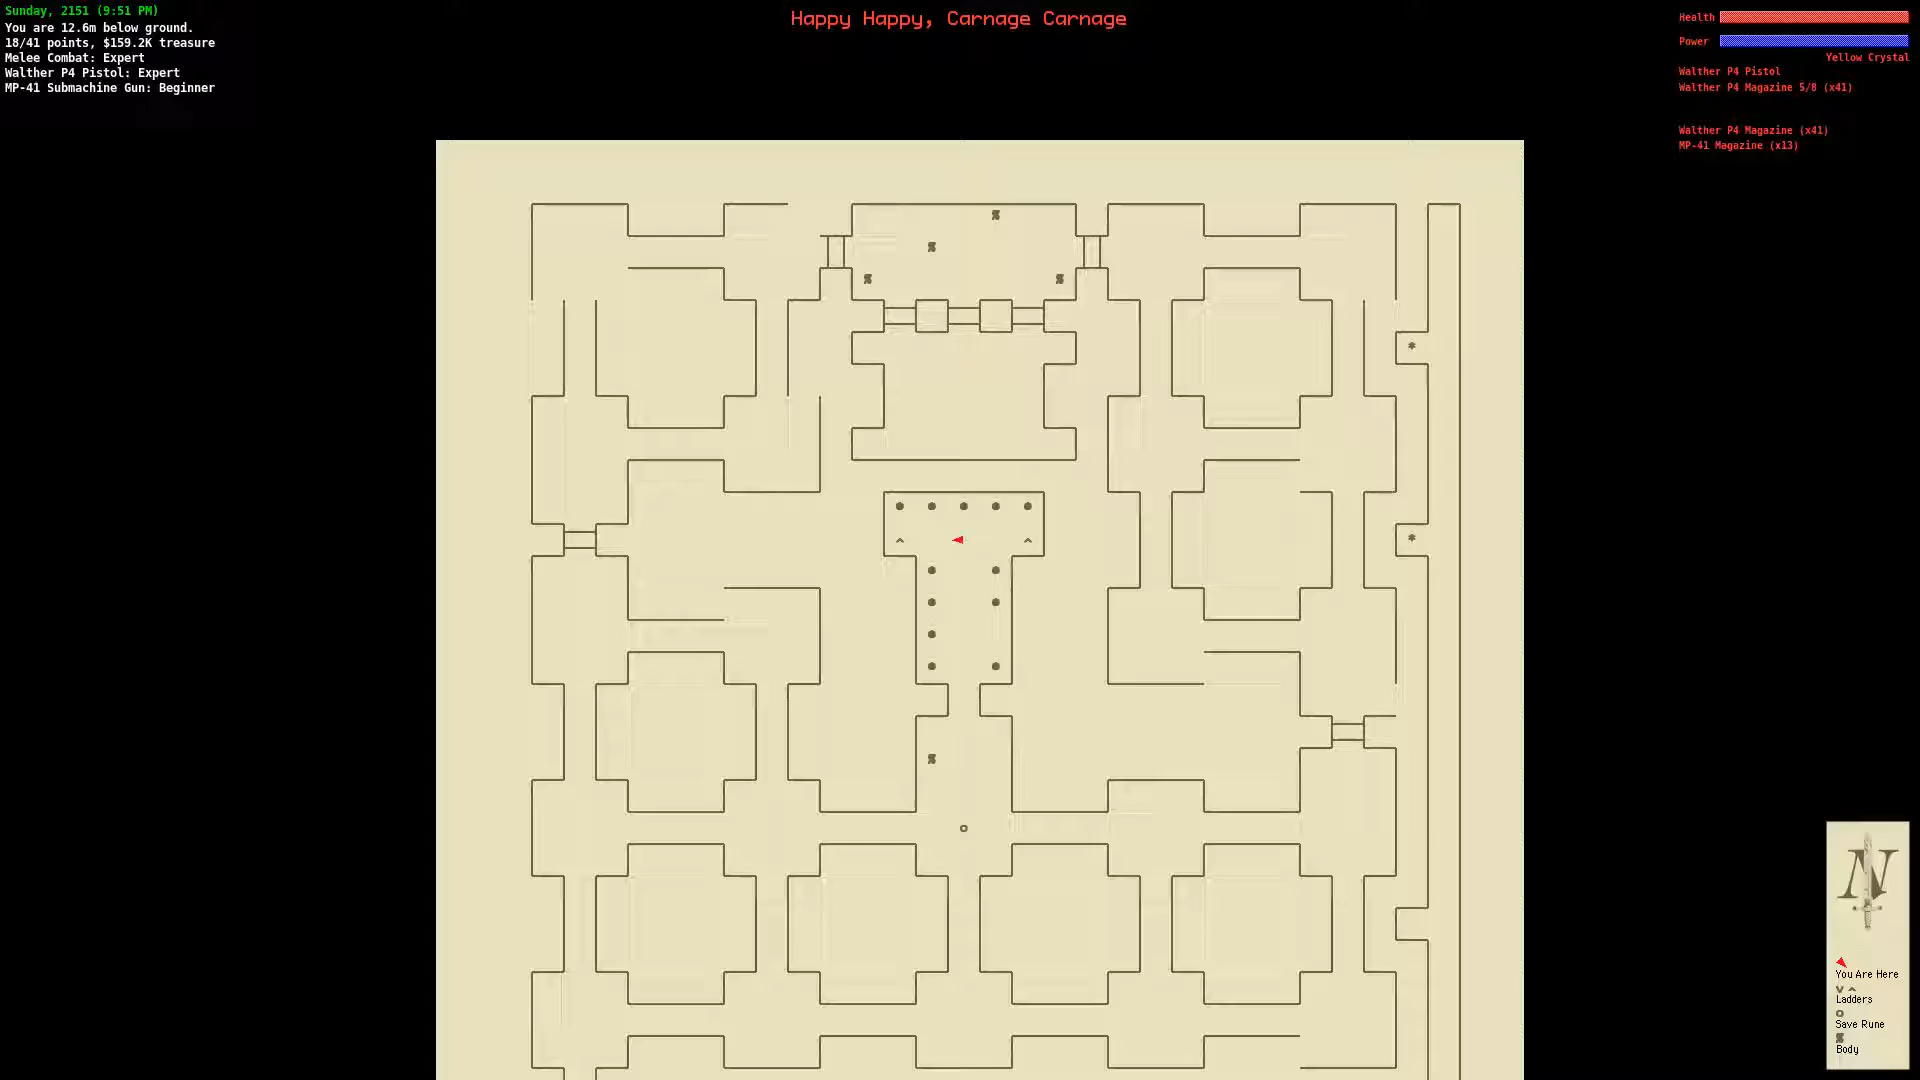 Sunday, 2151 (9:51 PM)
You are 12.6m below ground.
18/41 points, $159.2K treasure
Melee Combat: Expert
Walther P4 Pistol: Expert
MP-41 Submachine Gun: Beginner
Happy Happy, Carnage Carnage
Health
Power
Yellow Crystal
Walther P4 Pistol
Walther P4 Magazine 5/8 (x41)
Walther P4 Magazine (x41)
MP-41 Magazine (x13)
N
You Are Here
Ladders
Save Rune
Body